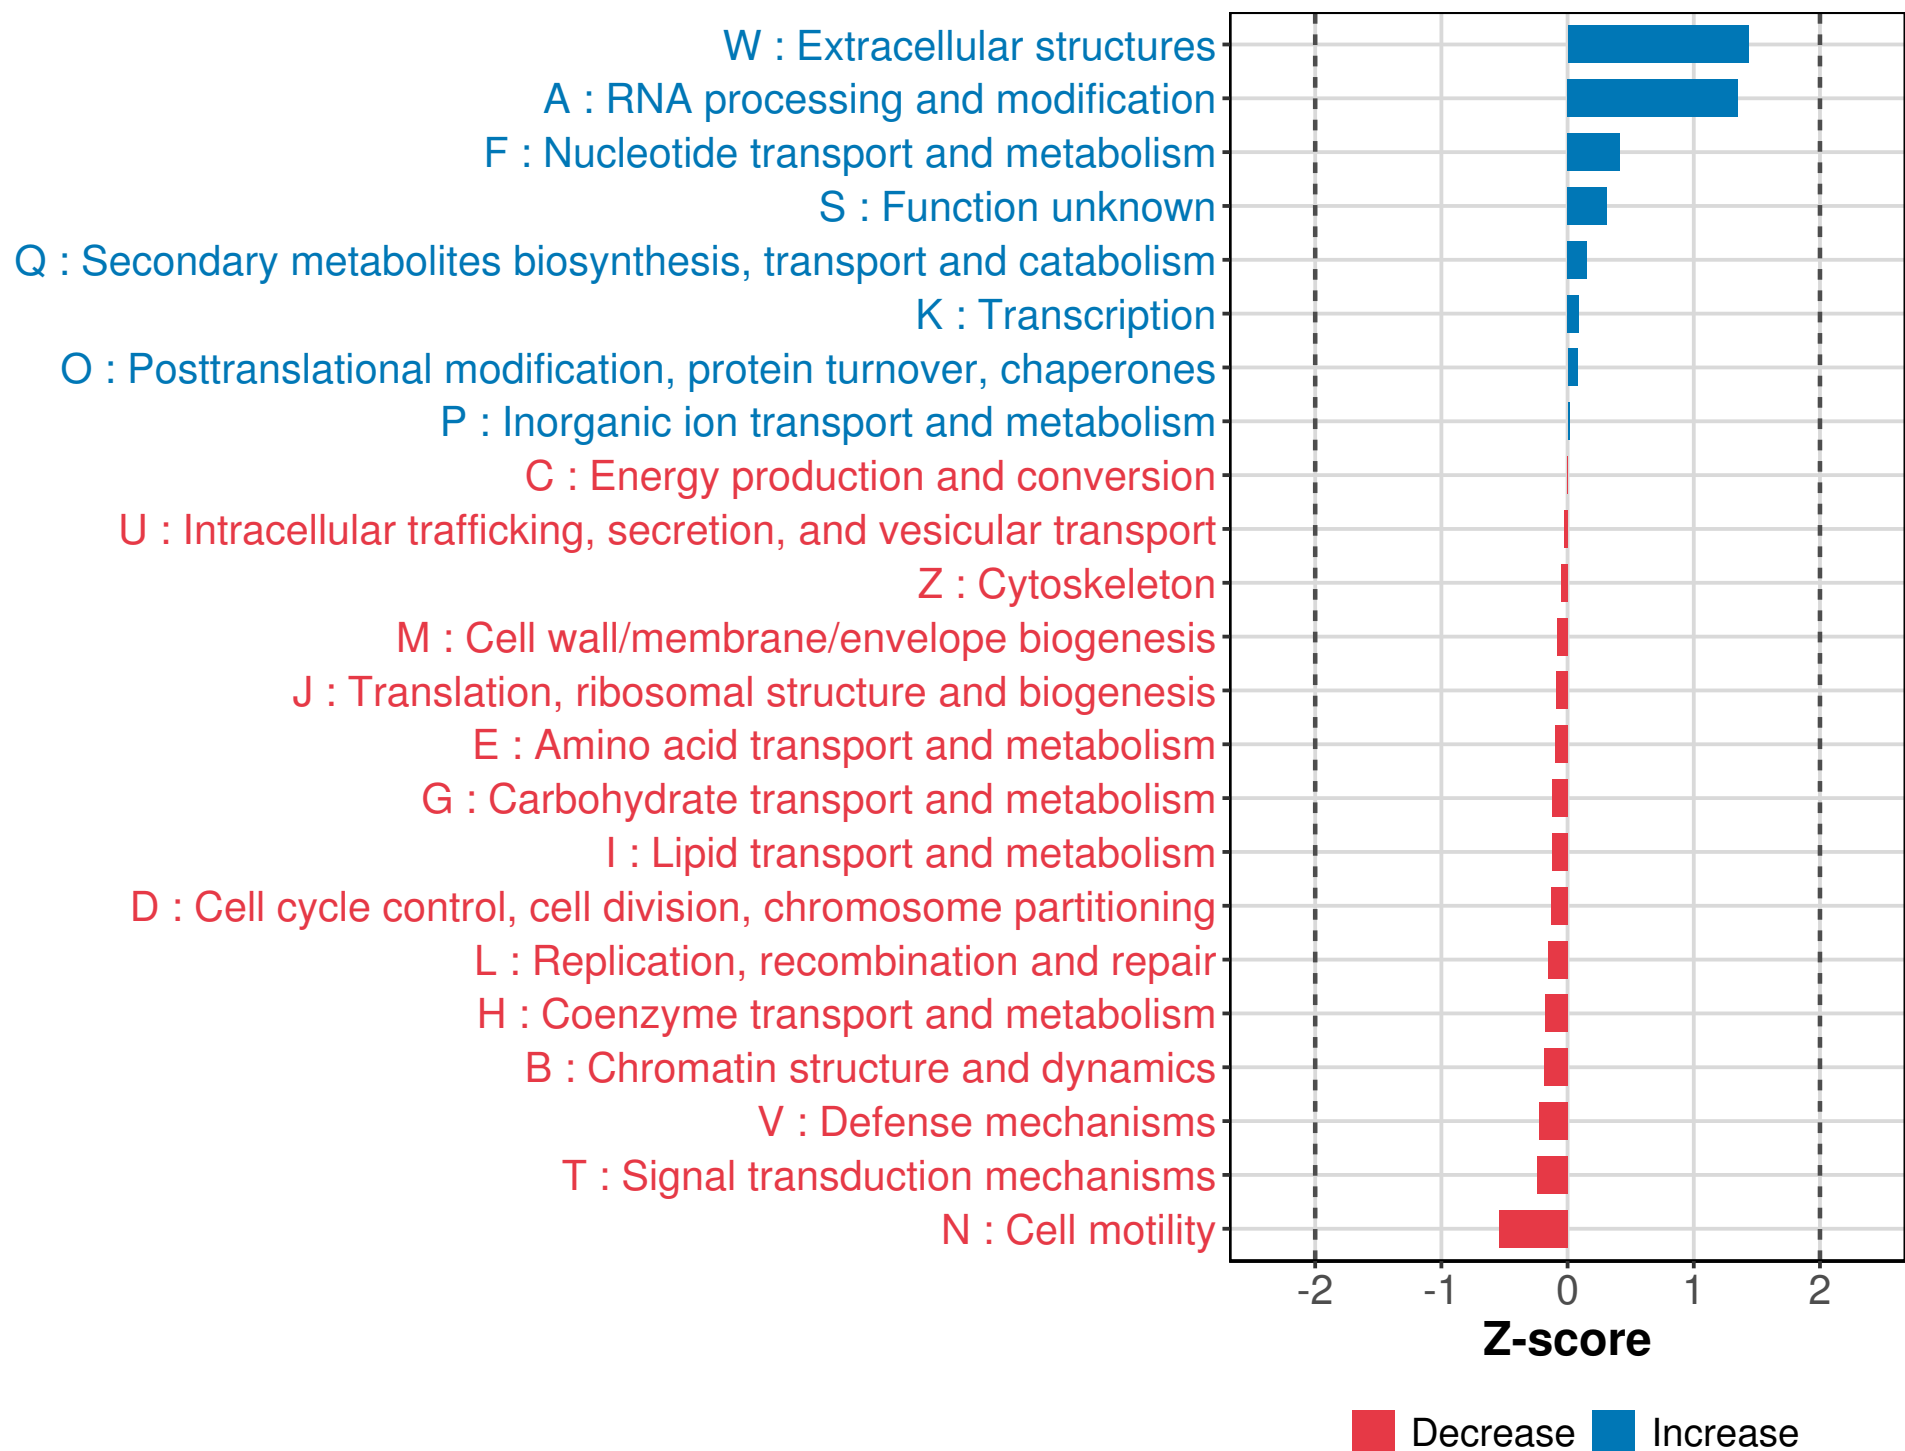 W : Extracellular structures
A : RNA processing and modification
F : Nucleotide transport and metabolism
S : Function unknown
Q : Secondary metabolites biosynthesis, transport and catabolism
K : Transcription
O : Posttranslational modification, protein turnover, chaperones
P : Inorganic ion transport and metabolism
C : Energy production and conversion
U : Intracellular trafficking, secretion, and vesicular transport
Z : Cytoskeleton
M : Cell wall/membrane/envelope biogenesis
J : Translation, ribosomal structure and biogenesis
E : Amino acid transport and metabolism
G : Carbohydrate transport and metabolism
I : Lipid transport and metabolism
D : Cell cycle control, cell division, chromosome partitioning
L : Replication, recombination and repair
H : Coenzyme transport and metabolism
B : Chromatin structure and dynamics
V : Defense mechanisms
T : Signal transduction mechanisms
N : Cell motility
-2 -1 0 1 2
Z-score
Decrease Increase